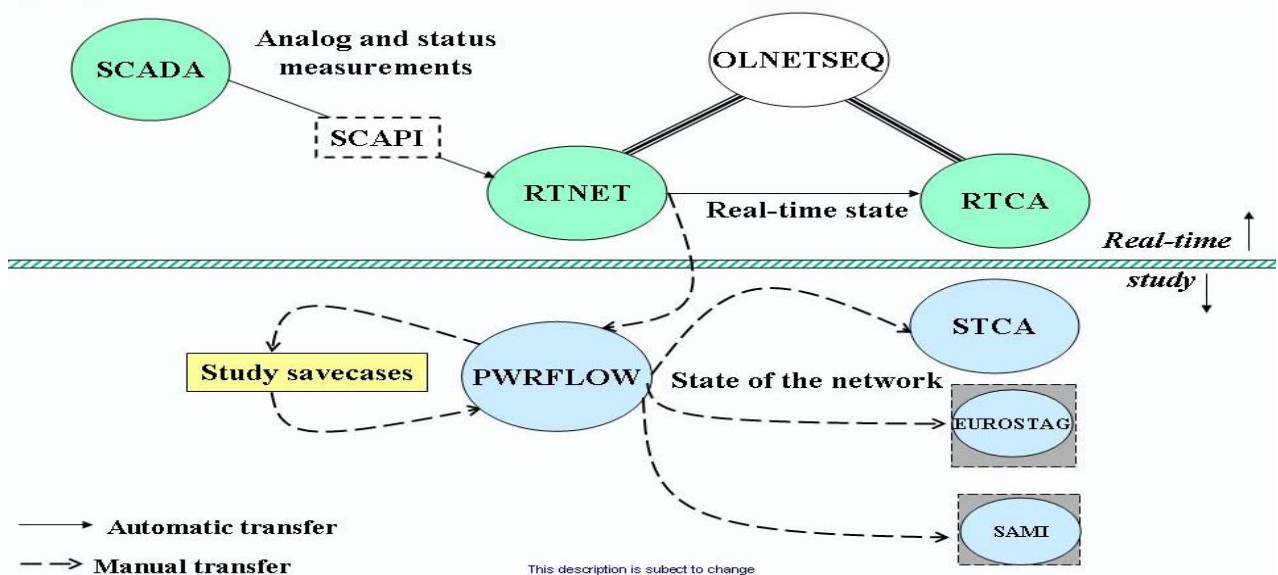 SCADA
Analog and status
measurements
OLNETSEQ
SCAPI
RTNET
Real-time state
RTCA
Real-time
study
STCA
Study savecases
PWRFLOW
State of the network
EUROSTAG
SAMI
Automatic transfer
Manual transfer
This description is subect to change